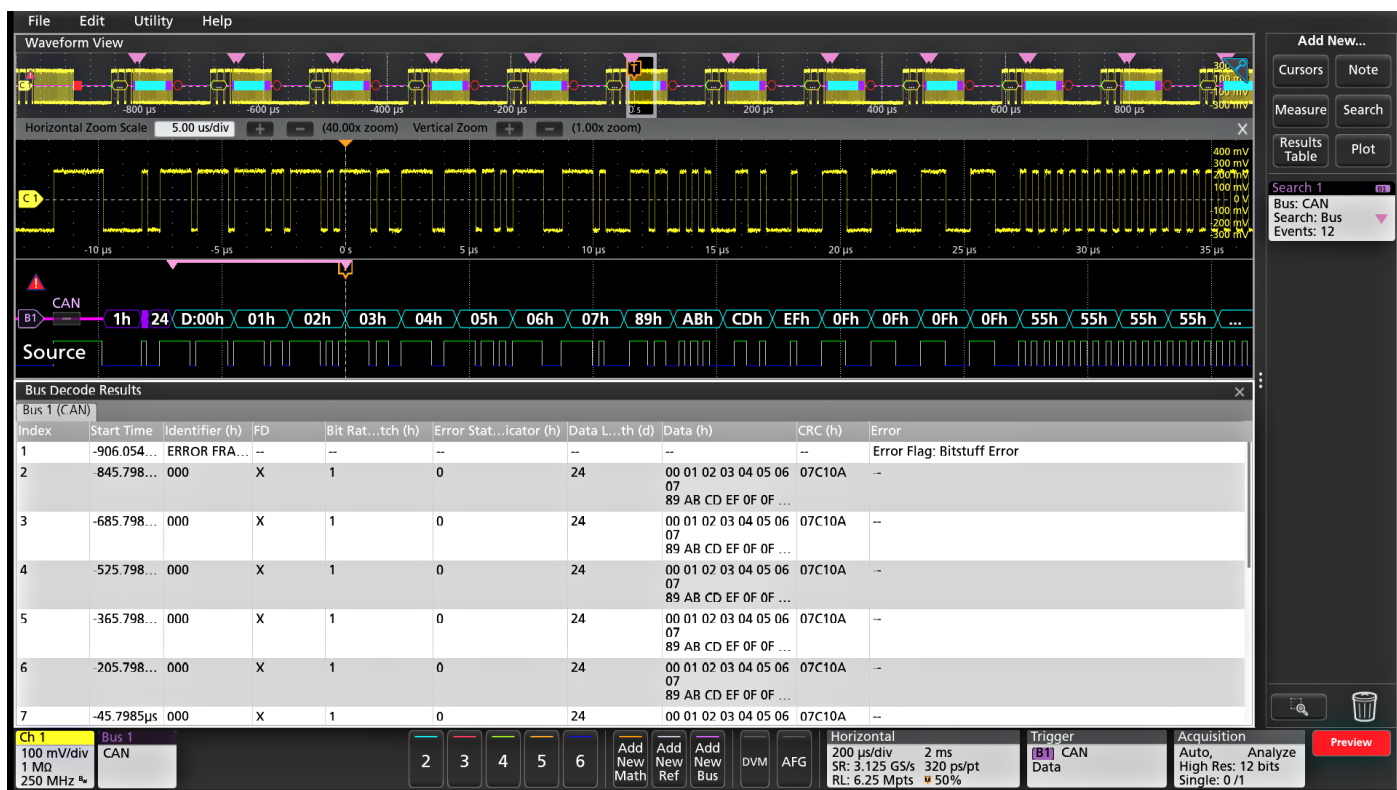 File Edit Utility Help
Waveform View
-800 µs -600 µs -400 µs -200 µs 0 s 200 µs 400 µs 600 µs 800 µs
Horizontal Zoom Scale 5.00 us/div + − (40.00x zoom) Vertical Zoom + − (1.00x zoom) X
400 mV
300 mV
200 mV
100 mV
C 1 0 V
-100 mV
-200 mV
-300 mV
-10 µs -5 µs 0 s 5 µs 10 µs 15 µs 20 µs 25 µs 30 µs 35 µs
CAN
B1 1h 24 D:00h 01h 02h 03h 04h 05h 06h 07h 89h ABh CDh EFh 0Fh 0Fh 0Fh 0Fh 55h 55h 55h 55h ...
Source
Bus Decode Results
Bus 1 (CAN)
Index Start Time Identifier (h) FD Bit Rat...tch (h) Error Stat...icator (h) Data L...th (d) Data (h) CRC (h) Error
1 -906.054... ERROR FRA... -- -- -- -- -- -- Error Flag: Bitstuff Error
2 -845.798... 000 X 1 0 24 00 01 02 03 04 05 06 07C10A --
07
89 AB CD EF 0F 0F ...
3 -685.798... 000 X 1 0 24 00 01 02 03 04 05 06 07C10A --
07
89 AB CD EF 0F 0F ...
4 -525.798... 000 X 1 0 24 00 01 02 03 04 05 06 07C10A --
07
89 AB CD EF 0F 0F ...
5 -365.798... 000 X 1 0 24 00 01 02 03 04 05 06 07C10A --
07
89 AB CD EF 0F 0F ...
6 -205.798... 000 X 1 0 24 00 01 02 03 04 05 06 07C10A --
07
89 AB CD EF 0F 0F ...
7 -45.7985µs 000 X 1 0 24 00 01 02 03 04 05 06 07C10A --
Add New...
Cursors Note
Measure Search
Results
Table
Plot
Search 1 B1
Bus: CAN
Search: Bus
Events: 12
Ch 1
100 mV/div
1 MΩ
250 MHz
Bus 1
CAN
2 3 4 5 6
Add
New
Math
Add
New
Ref
Add
New
Bus
DVM AFG
Horizontal
200 µs/div 2 ms
SR: 3.125 GS/s 320 ps/pt
RL: 6.25 Mpts 50%
Trigger
B1 CAN
Data
Acquisition
Auto, Analyze
High Res: 12 bits
Single: 0 /1
Preview